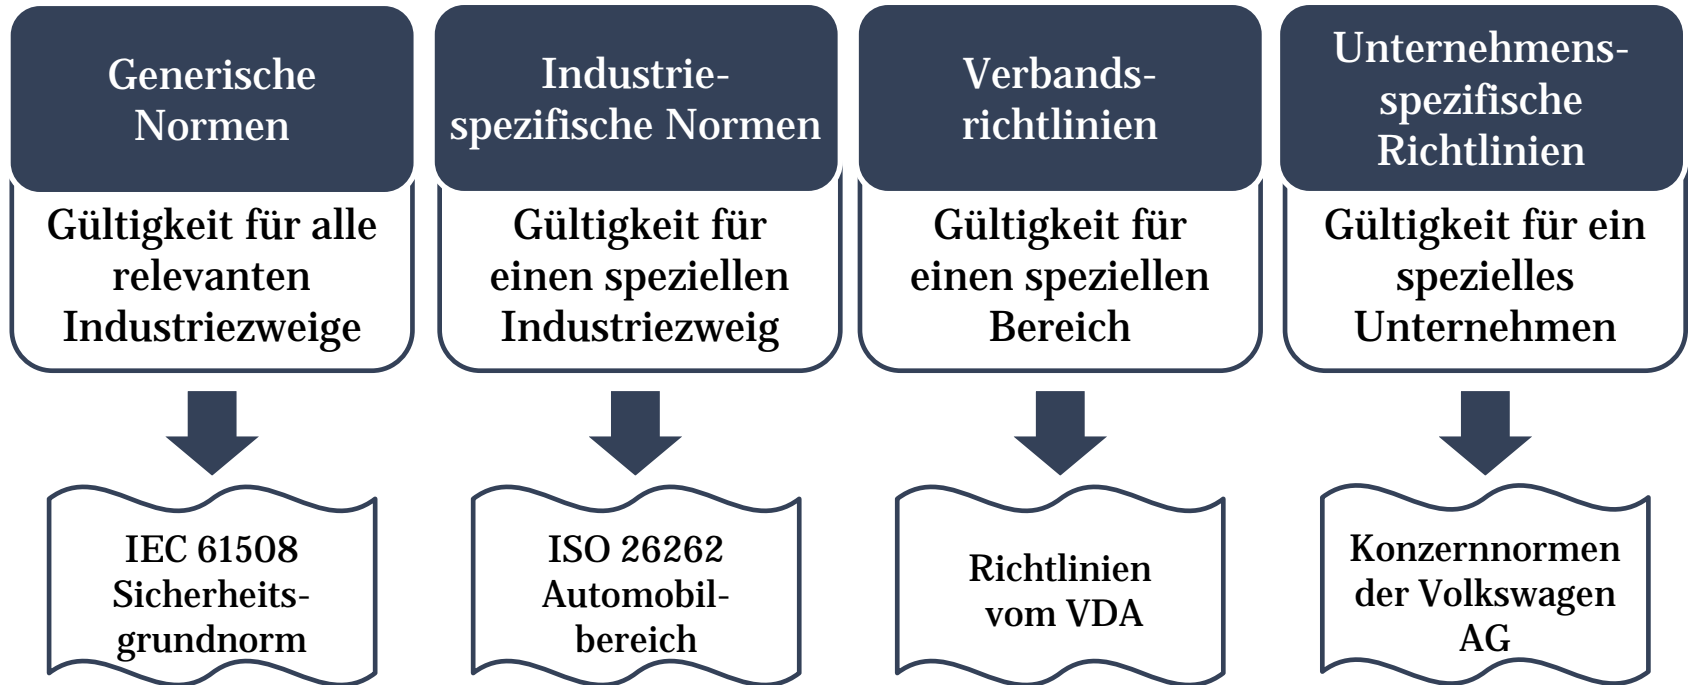 Generische
Normen
Gültigkeit für alle
relevanten
Industriezweige
IEC 61508
Sicherheits-
grundnorm
Industrie-
spezifische Normen
Gültigkeit für
einen speziellen
Industriezweig
ISO 26262
Automobil-
bereich
Verbands-
richtlinien
Gültigkeit für
einen speziellen
Bereich
Richtlinien
vom VDA
Unternehmens-
spezifische
Richtlinien
Gültigkeit für ein
spezielles
Unternehmen
Konzernnormen
der Volkswagen
AG